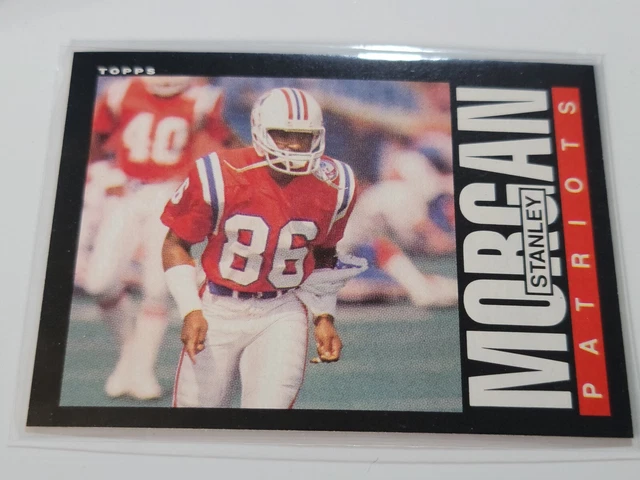 TOPPS
40
86
STANLEY
MORGAN
PATRIOTS